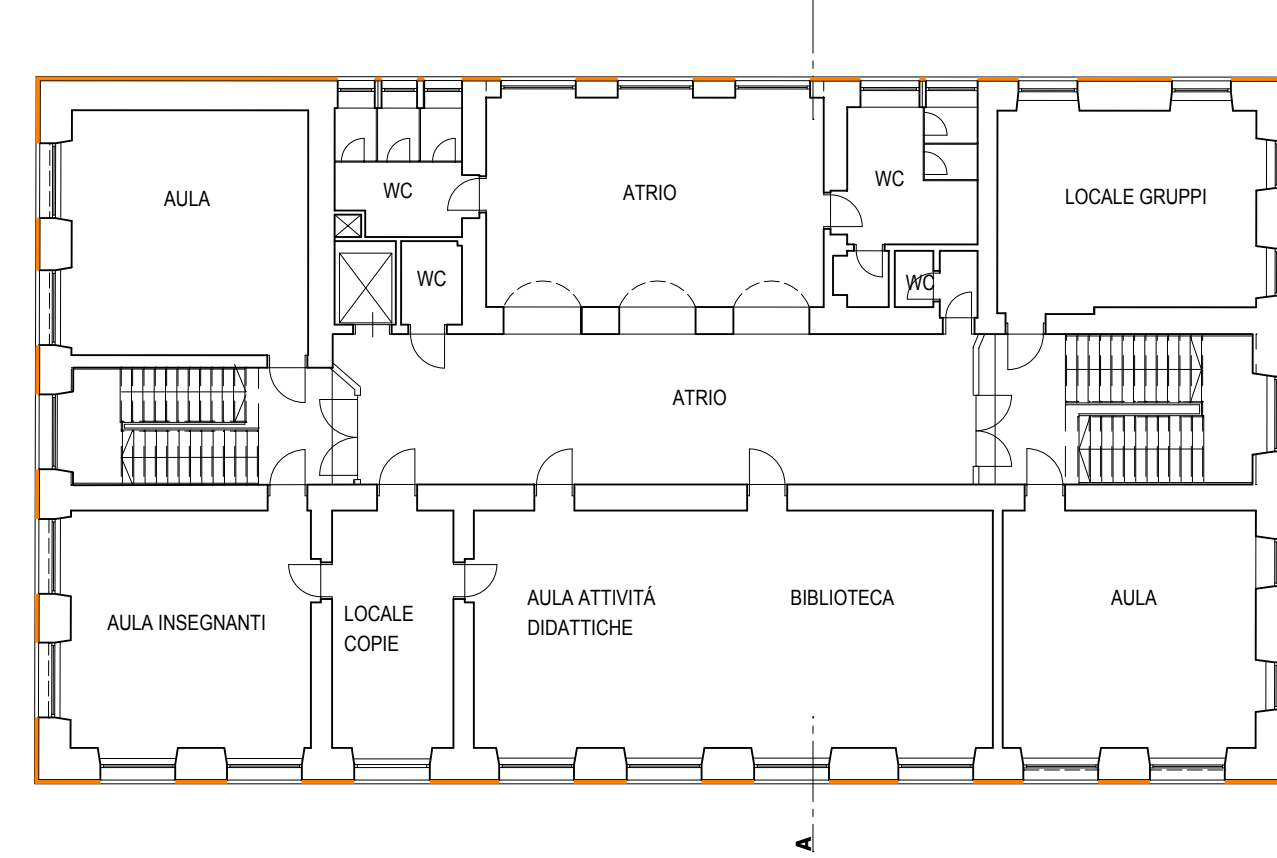 AULA
WC
ATRIO
WC
LOCALE GRUPPI
WC
WC
ATRIO
AULA INSEGNANTI
LOCALE
COPIE
AULA ATTIVITÁ
DIDATTICHE
BIBLIOTECA
AULA
A